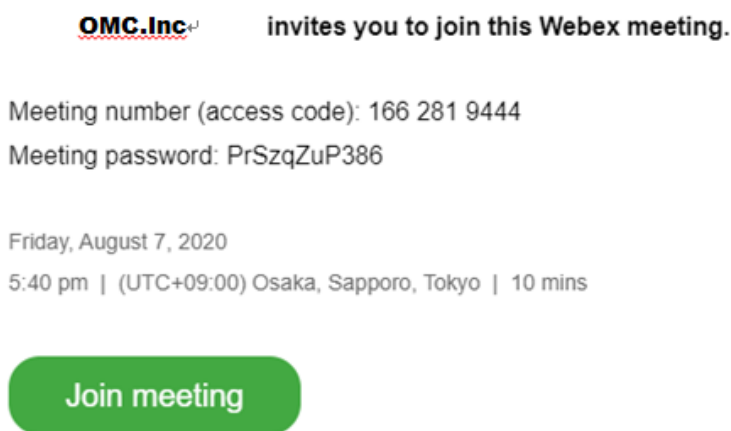 OMC.Inc↵ invites you to join this Webex meeting.
Meeting number (access code): 166 281 9444
Meeting password: PrSzqZuP386
Friday, August 7, 2020
5:40 pm | (UTC+09:00) Osaka, Sapporo, Tokyo | 10 mins
Join meeting